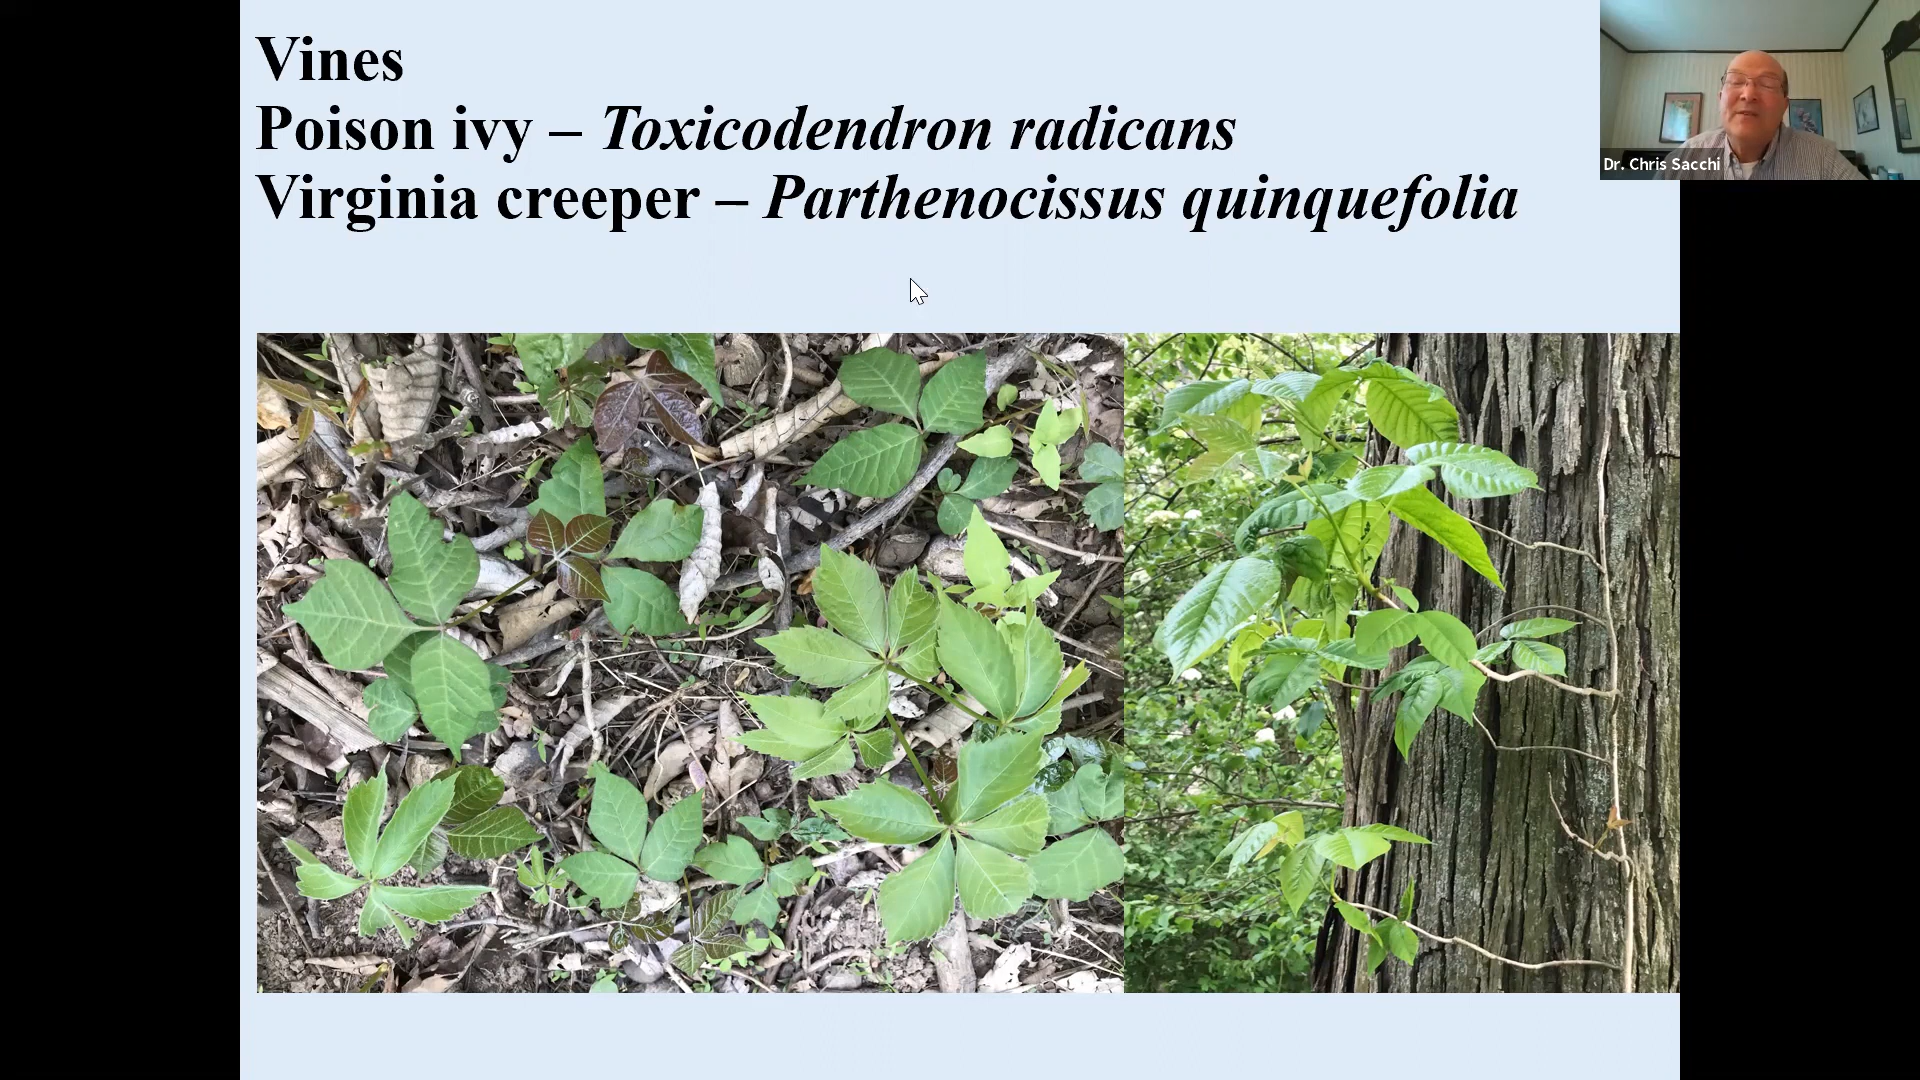 Vines
Poison ivy – Toxicodendron radicans
Virginia creeper – Parthenocissus quinquefolia
Dr. Chris Sacchi